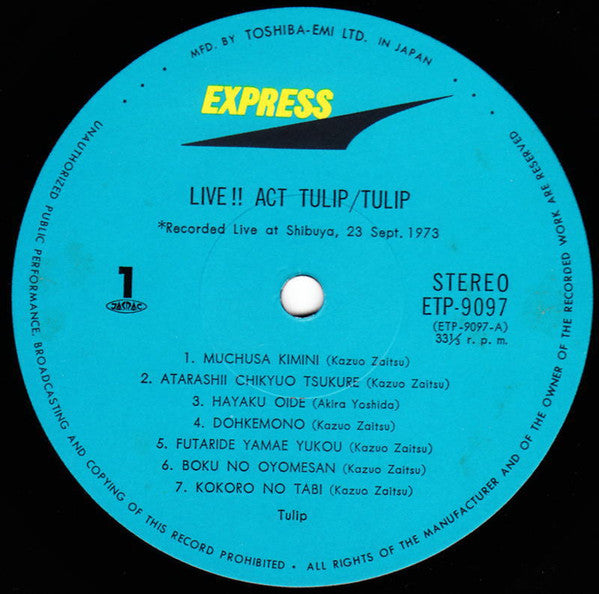 MFD. BY TOSHIBA-EMI LTD. IN JAPAN
EXPRESS
LIVE!! ACT TULIP/TULIP
*Recorded Live at Shibuya, 23 Sept. 1973
1
JASRAC
STEREO
ETP-9097
(ETP-9097-A)
33⅓ r. p. m.
1. MUCHUSA KIMINI (Kazuo Zaitsu)
2. ATARASHII CHIKYUO TSUKURE (Kazuo Zaitsu)
3. HAYAKU OIDE (Akira Yoshida)
4. DOHKEMONO (Kazuo Zaitsu)
5. FUTARIDE YAMAE YUKOU (Kazuo Zaitsu)
6. BOKU NO OYOMESAN (Kazuo Zaitsu)
7. KOKORO NO TABI (Kazuo Zaitsu)
Tulip
UNAUTHORIZED PUBLIC PERFORMANCE, BROADCASTING AND COPYING OF THIS RECORD PROHIBITED • ALL RIGHTS OF THE MANUFACTURER AND OF THE OWNER OF THE RECORDED WORK ARE RESERVED